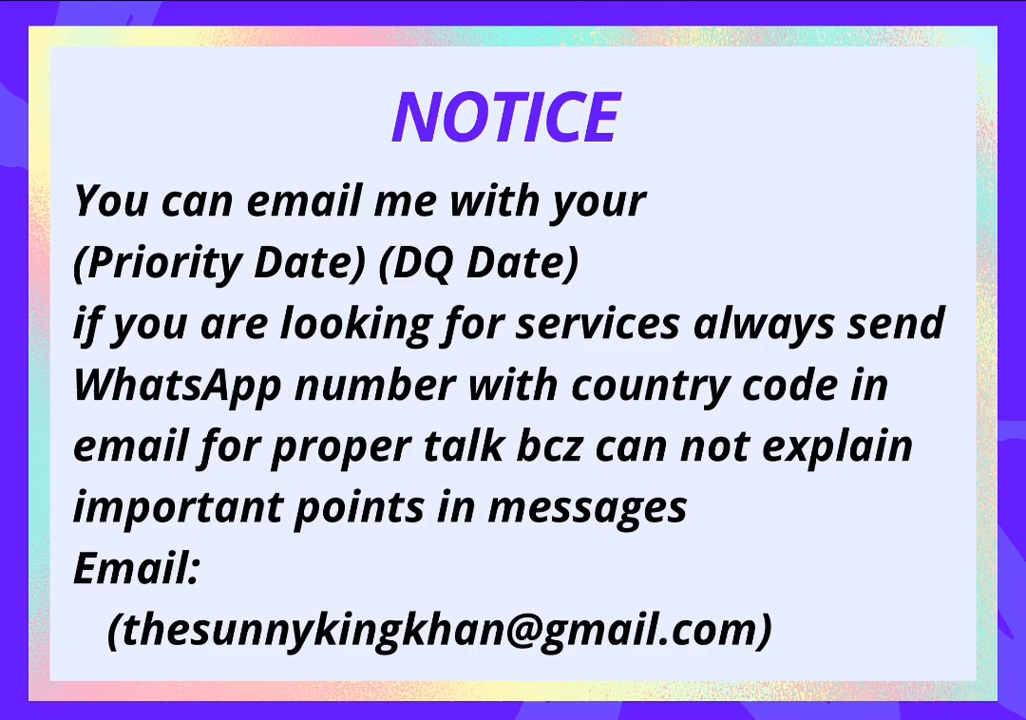 NOTICE
You can email me with your
(Priority Date) (DQ Date)
if you are looking for services always send
WhatsApp number with country code in
email for proper talk bcz can not explain
important points in messages
Email:
(thesunnykingkhan@gmail.com)